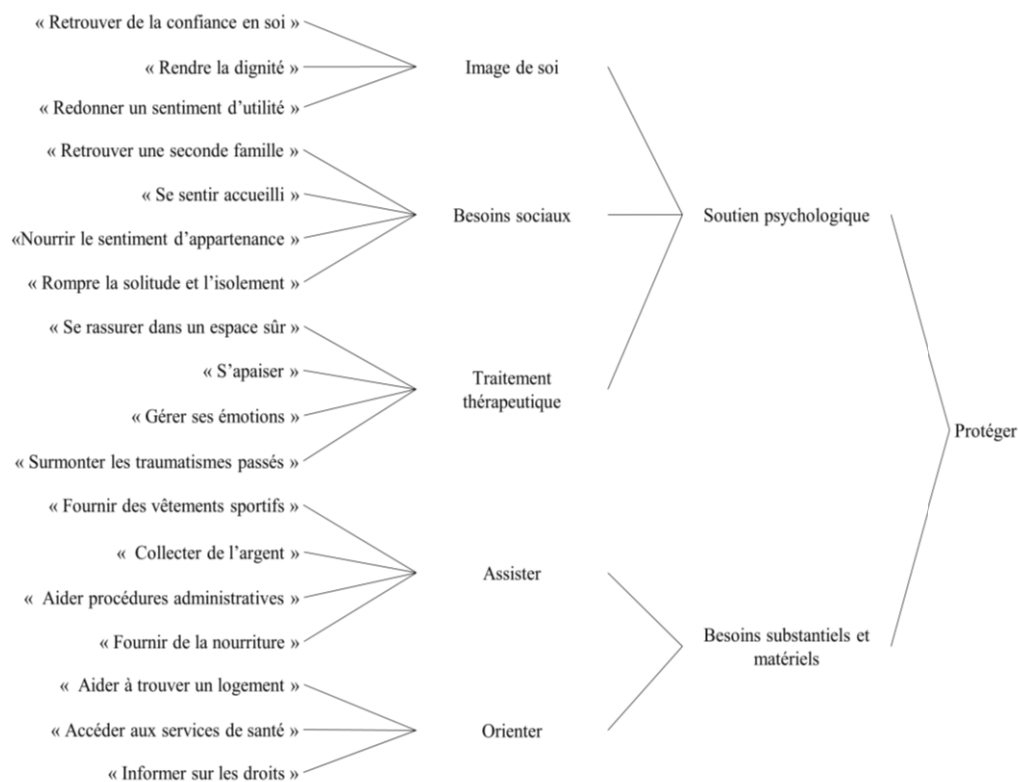 « Retrouver de la confiance en soi »
« Rendre la dignité »
« Redonner un sentiment d’utilité »
Image de soi
« Retrouver une seconde famille »
« Se sentir accueilli »
«Nourrir le sentiment d’appartenance »
« Rompre la solitude et l’isolement »
Besoins sociaux
« Se rassurer dans un espace sûr »
« S’apaiser »
« Gérer ses émotions »
« Surmonter les traumatismes passés »
Traitement
thérapeutique
Soutien psychologique
« Fournir des vêtements sportifs »
« Collecter de l’argent »
« Aider procédures administratives »
« Fournir de la nourriture »
Assister
« Aider à trouver un logement »
« Accéder aux services de santé »
« Informer sur les droits »
Orienter
Besoins substantiels et
matériels
Protéger